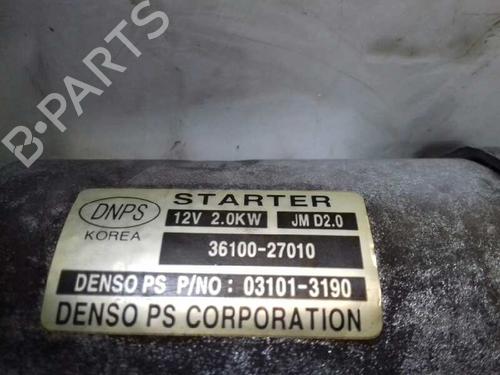 B-PARTS
STARTER
DNPS
12V 2.0KW JM D2.0
KOREA
36100-27010
DENSO PS P/NO : 03101-3190
DENSO PS CORPORATION